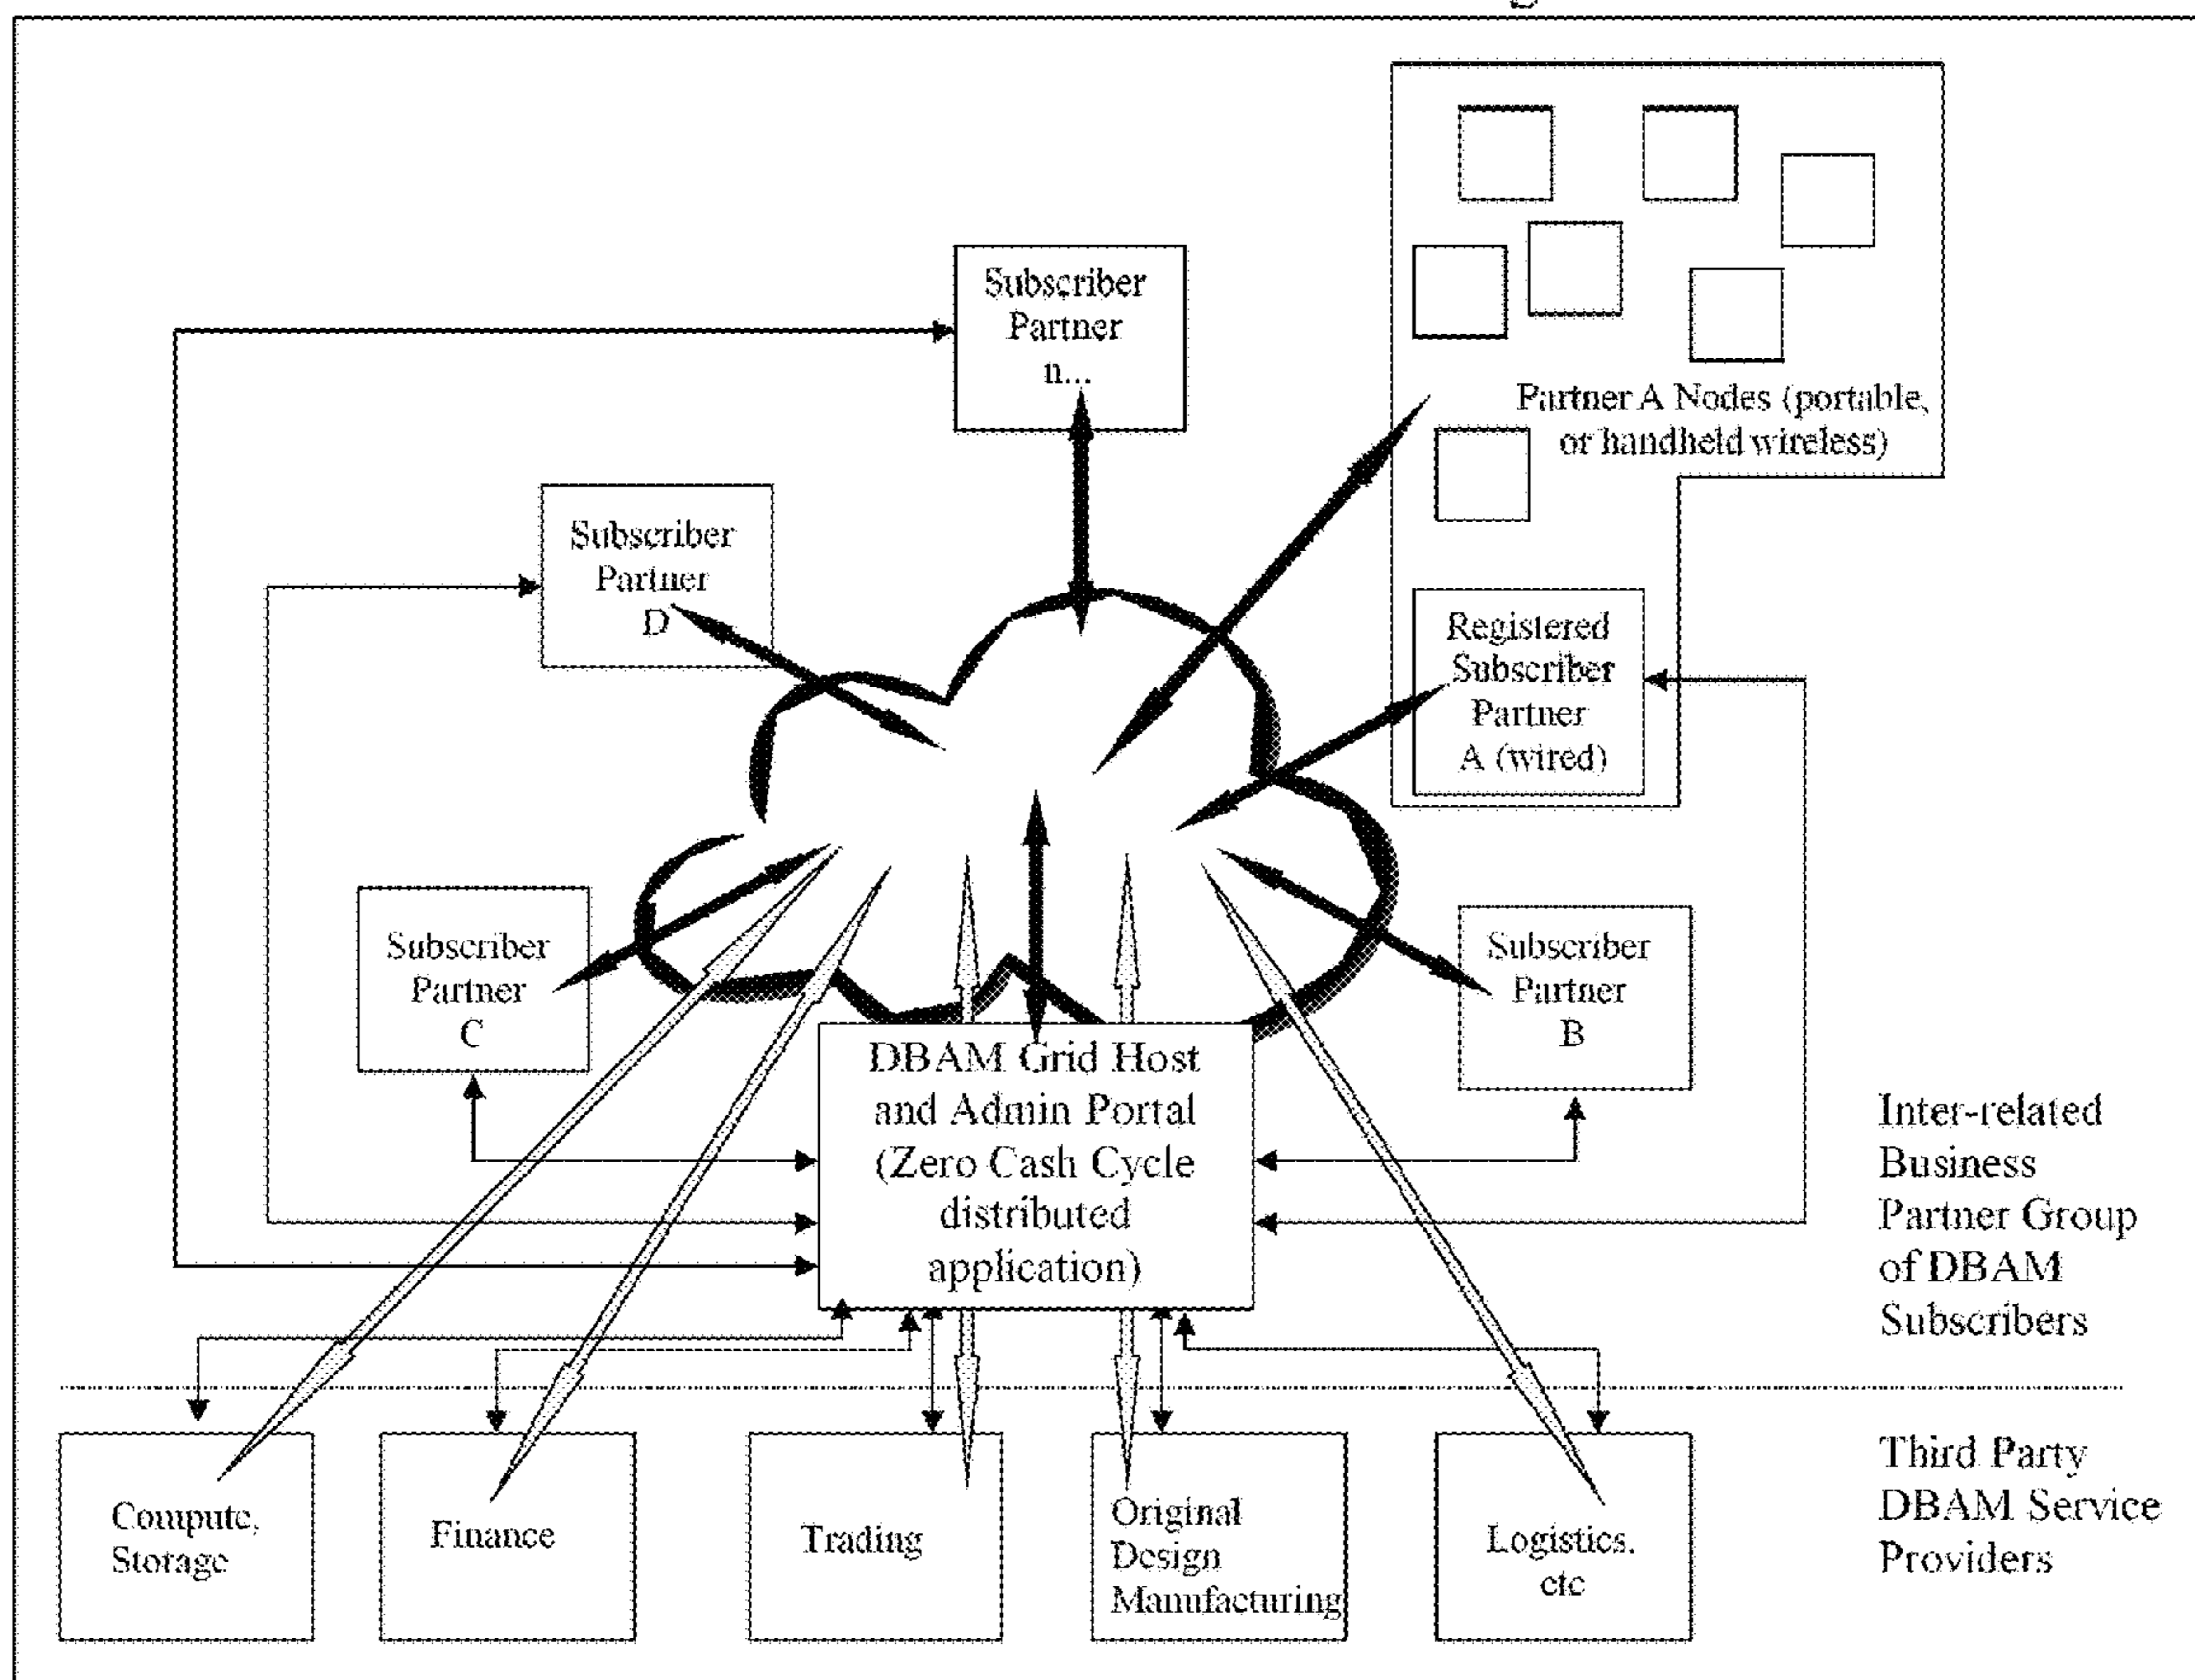 Subscriber
Partner
n...
Partner A Nodes (portable,
or handheld wireless)
Subscriber
Partner
D
Registered
Subscriber
Partner
A (wired)
Subscriber
Partner
C
Subscriber
Partner
B
DBAM Grid Host
and Admin Portal
(Zero Cash Cycle
distributed
application)
Inter-related
Business
Partner Group
of DBAM
Subscribers
Compute,
Storage
Finance
Trading
Original
Design
Manufacturing
Logistics,
etc
Third Party
DBAM Service
Providers